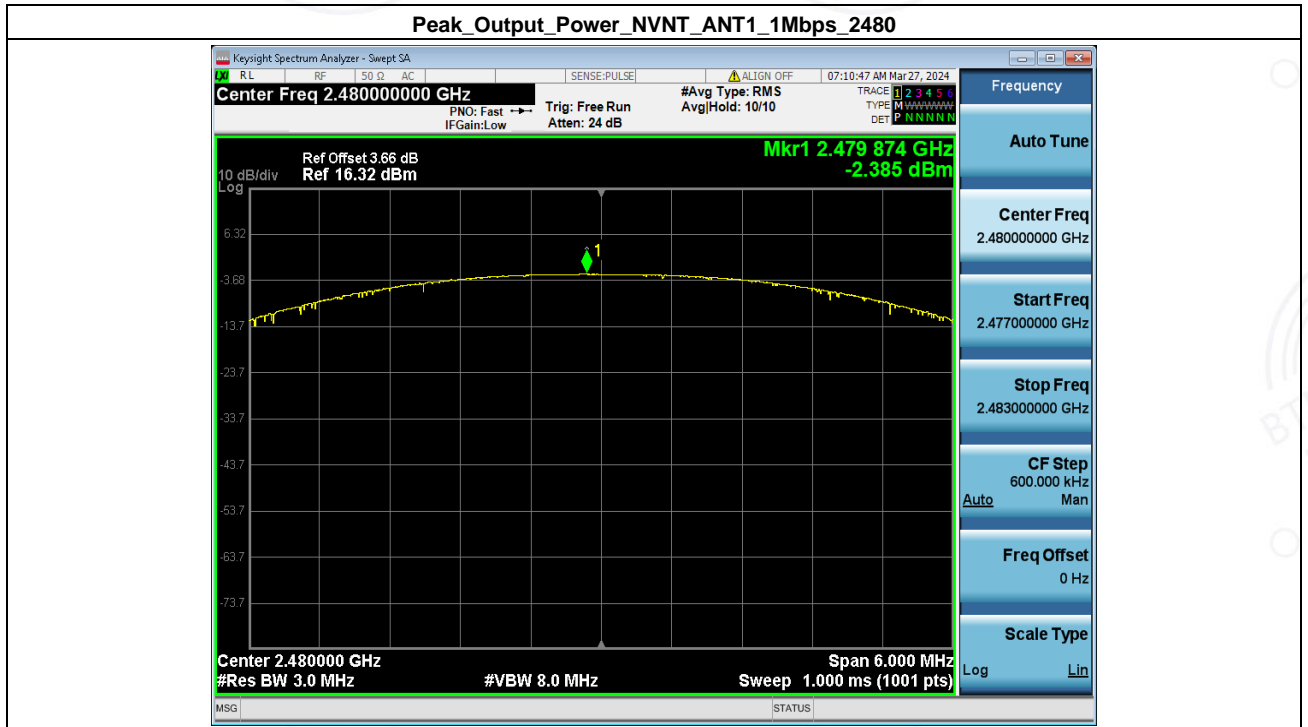 Peak_Output_Power_NVNT_ANT1_1Mbps_2480
Keysight Spectrum Analyzer - Swept SA
LXI RL RF 50 Ω AC SENSE:PULSE ALIGN OFF 07:10:47 AM Mar 27, 2024
Center Freq 2.480000000 GHz
PNO: Fast
IFGain:Low
Trig: Free Run
Atten: 24 dB
#Avg Type: RMS
Avg|Hold: 10/10
TRACE 1 2 3 4 5 6
TYPE M WWWWW
DET P N N N N N
Mkr1 2.479 874 GHz
-2.385 dBm
Ref Offset 3.66 dB
10 dB/div Ref 16.32 dBm
Log
6.32
-3.68
-13.7
-23.7
-33.7
-43.7
-53.7
-63.7
-73.7
1
Center 2.480000 GHz Span 6.000 MHz
#Res BW 3.0 MHz #VBW 8.0 MHz Sweep 1.000 ms (1001 pts)
MSG STATUS
Frequency
Auto Tune
Center Freq
2.480000000 GHz
Start Freq
2.477000000 GHz
Stop Freq
2.483000000 GHz
CF Step
600.000 kHz
Auto Man
Freq Offset
0 Hz
Scale Type
Log Lin